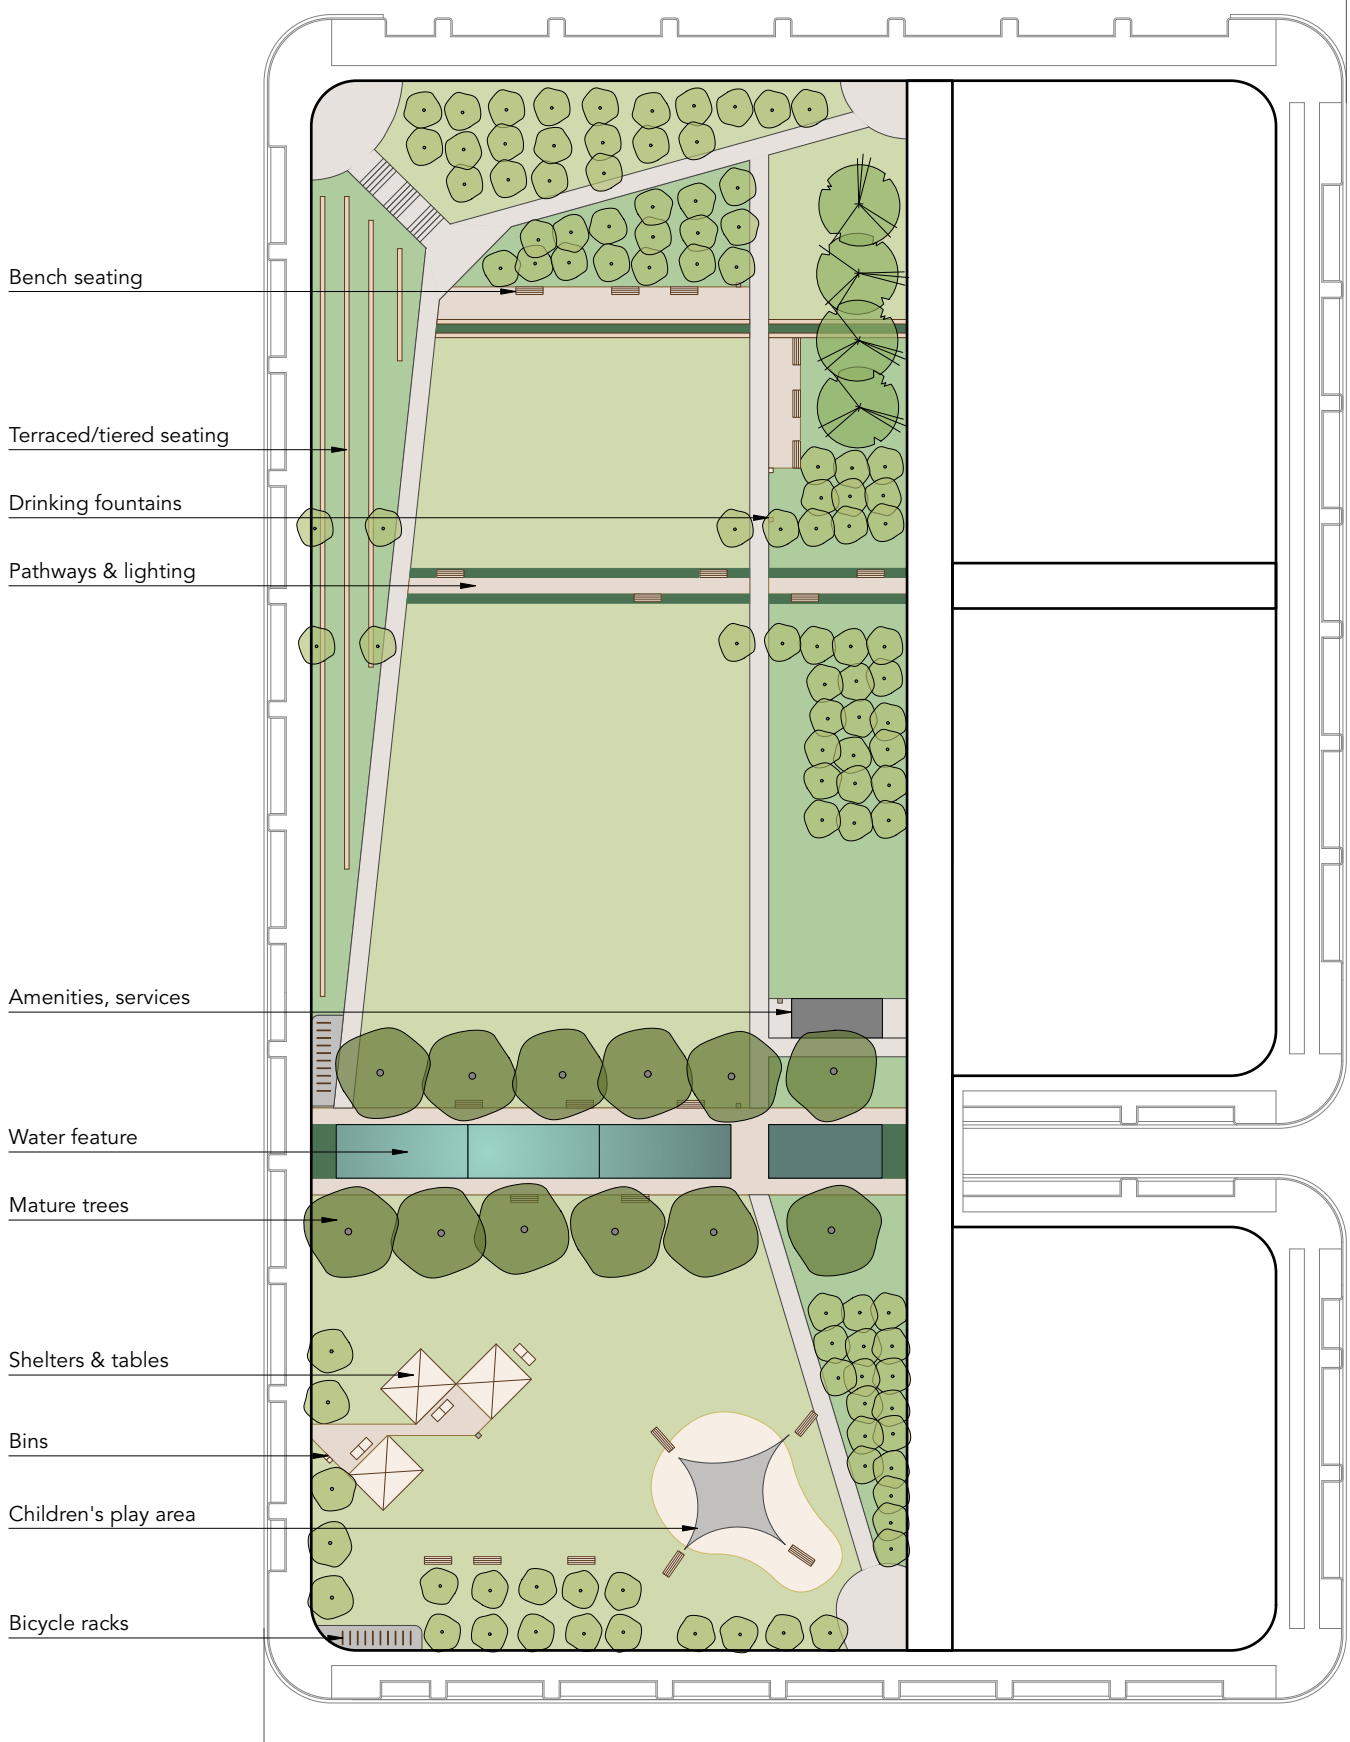 Bench seating
Terraced/tiered seating
Drinking fountains
Pathways & lighting
Amenities, services
Water feature
Mature trees
Shelters & tables
Bins
Children's play area
Bicycle racks